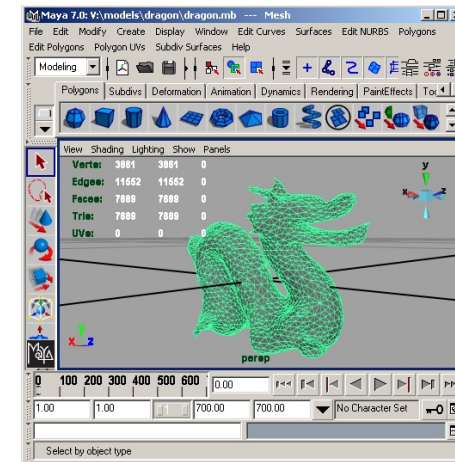 Maya 7.0: V:\models\dragon\dragon.mb --- Mesh
File Edit Modify Create Display Window Edit Curves Surfaces Edit NURBS Polygons
Edit Polygons Polygon UVs Subdiv Surfaces Help
Modeling
Polygons Subdivs Deformation Animation Dynamics Rendering PaintEffects
View Shading Lighting Show Panels
Verts: 3861 3861 0
Edges: 11552 11552 0
Faces: 7689 7689 0
Tris: 7689 7689 0
UVs: 0 0 0
y
x z
y
x z
persp
MAYA
0 100 200 300 400 500 600 0.00
1.00 1.00 1 700.00 700.00 No Character Set
Select by object type